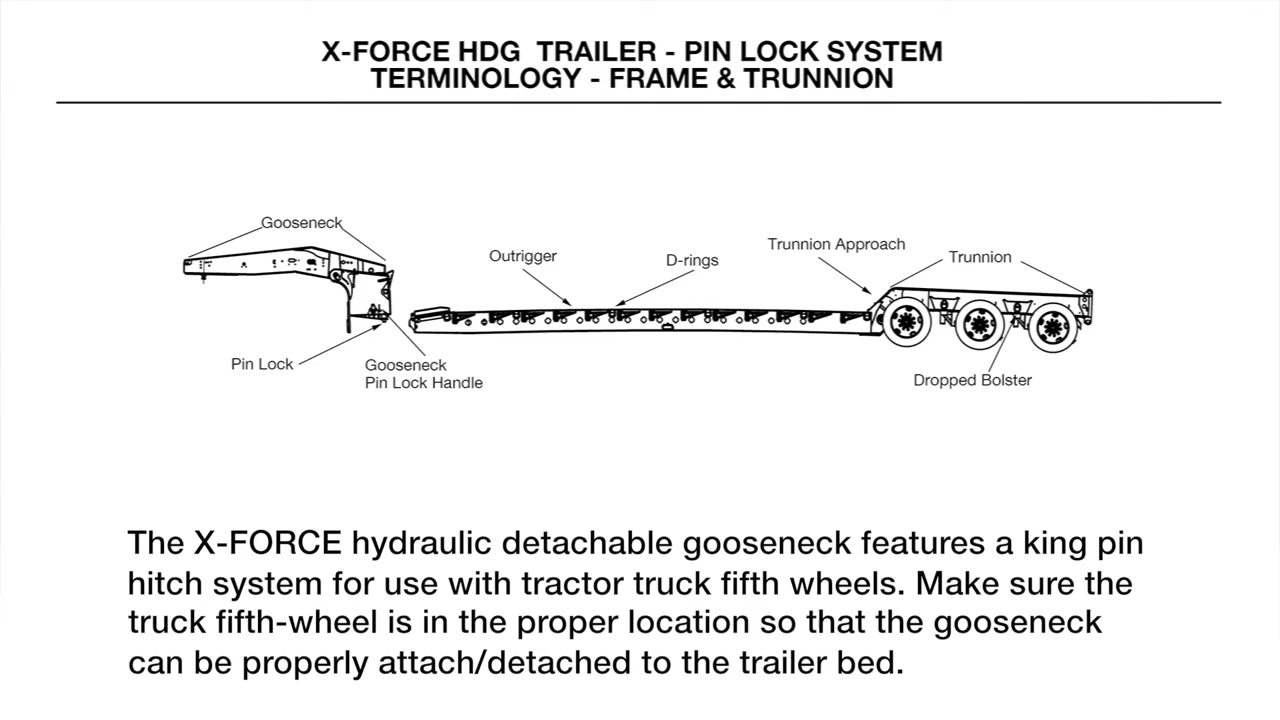 X-FORCE HDG TRAILER - PIN LOCK SYSTEM
TERMINOLOGY - FRAME & TRUNNION
Gooseneck
Outrigger
D-rings
Trunnion Approach
Trunnion
Pin Lock
Gooseneck
Pin Lock Handle
Dropped Bolster
The X-FORCE hydraulic detachable gooseneck features a king pin
hitch system for use with tractor truck fifth wheels. Make sure the
truck fifth-wheel is in the proper location so that the gooseneck
can be properly attach/detached to the trailer bed.